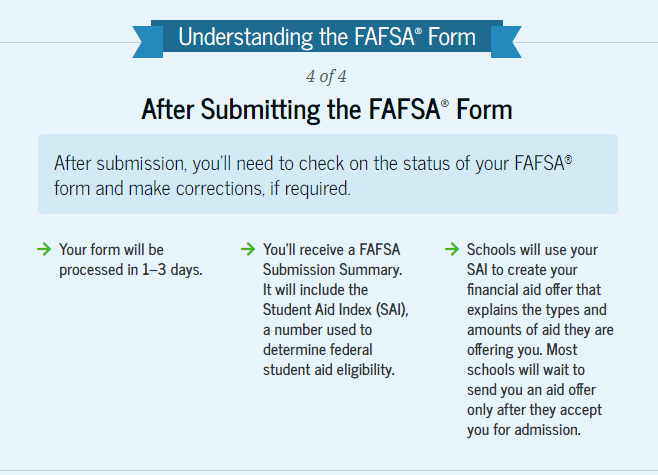 Understanding the FAFSA® Form
4 of 4
After Submitting the FAFSA® Form
After submission, you'll need to check on the status of your FAFSA®
form and make corrections, if required.
→ Your form will be
processed in 1–3 days.
→ You'll receive a FAFSA
Submission Summary.
It will include the
Student Aid Index (SAI),
a number used to
determine federal
student aid eligibility.
→ Schools will use your
SAI to create your
financial aid offer that
explains the types and
amounts of aid they are
offering you. Most
schools will wait to
send you an aid offer
only after they accept
you for admission.